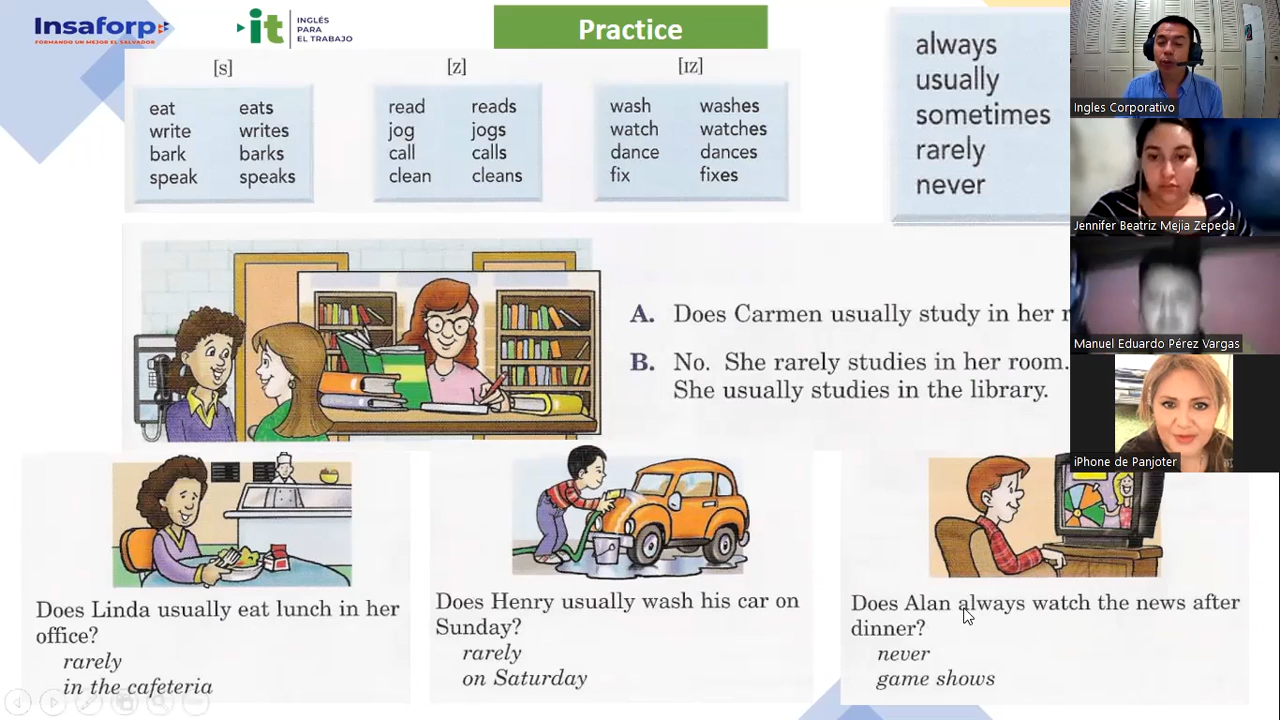 Insaforp
FORMANDO UN MEJOR EL SALVADOR
it
INGLÉS
PARA
EL TRABAJO
Practice
[s]
eat eats
write writes
bark barks
speak speaks
[z]
read reads
jog jogs
call calls
clean cleans
[ɪz]
wash washes
watch watches
dance dances
fix fixes
always
usually
sometimes
rarely
never
Ingles Corporativo
Jennifer Beatriz Mejia Zepeda
Manuel Eduardo Pérez Vargas
iPhone de Panjoter
A. Does Carmen usually study in her
B. No. She rarely studies in her room.
She usually studies in the library.
Does Linda usually eat lunch in her
office?
rarely
in the cafeteria
Does Henry usually wash his car on
Sunday?
rarely
on Saturday
Does Alan always watch the news after
dinner?
never
game shows